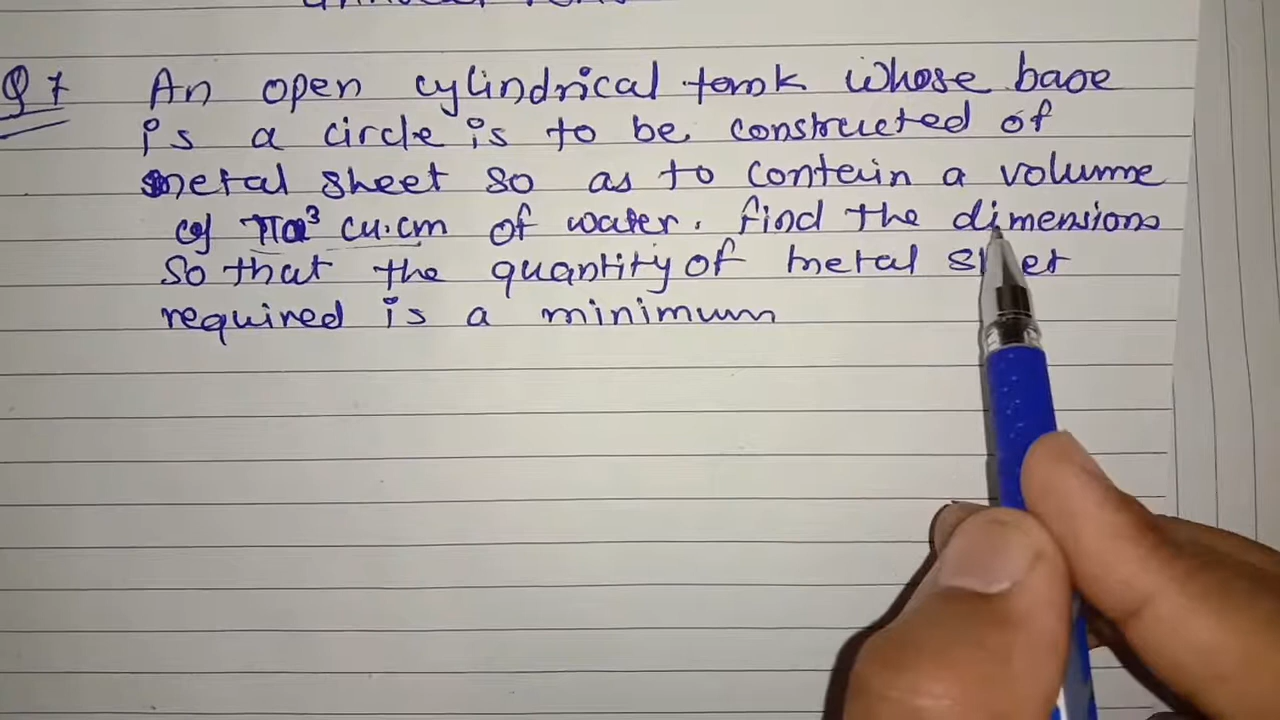 Q 7 An open cylindrical tank whose base
is a circle is to be constructed of
metal sheet so as to contain a volume
of πa³ cu.cm of water. find the dimensions
So that the quantity of metal sheet
required is a minimum